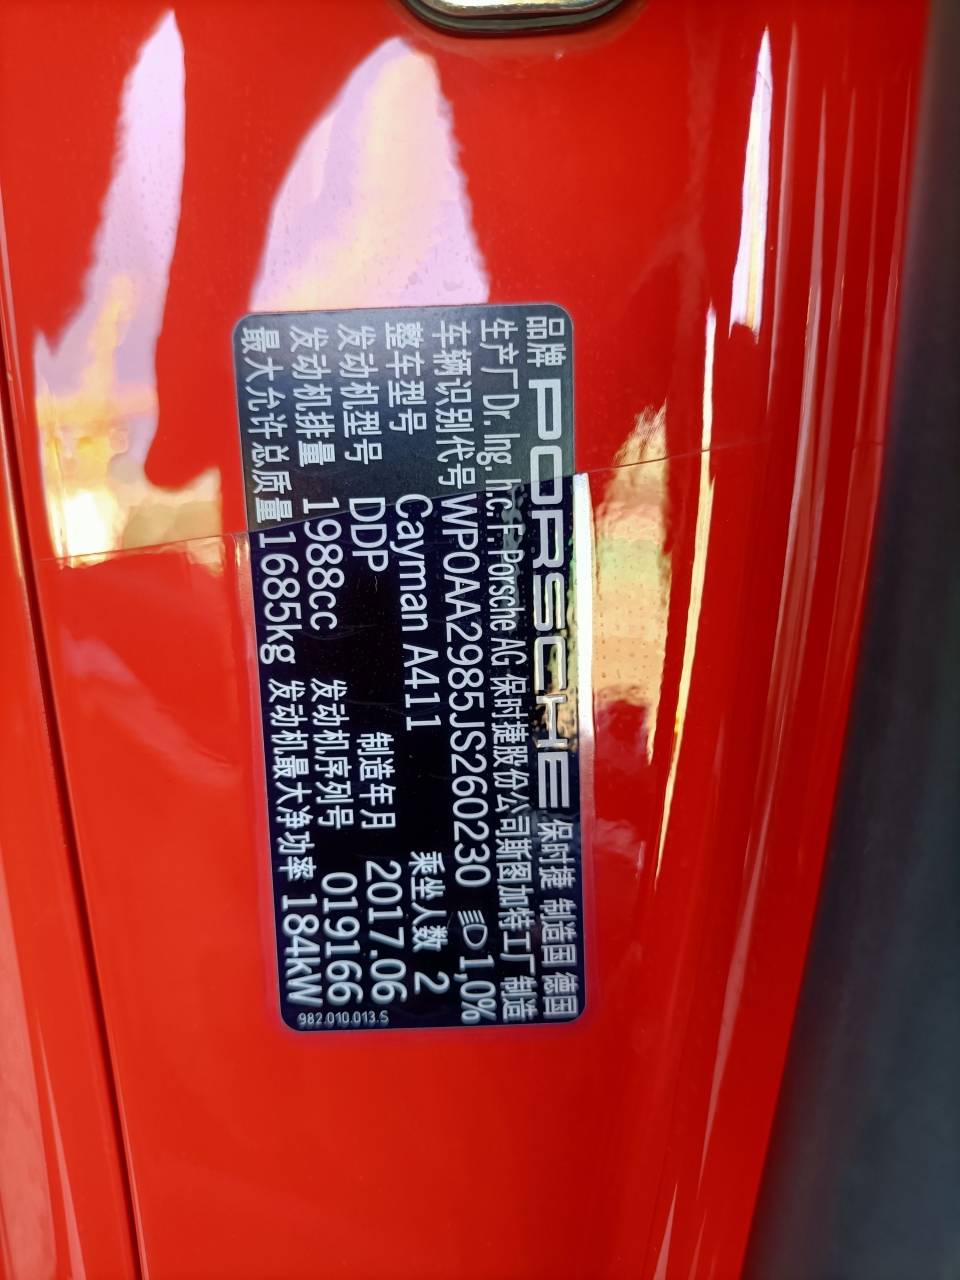 品牌 PORSCHE 保时捷 制造国 德国
生产厂 Dr. Ing. h.c. F. Porsche AG 保时捷股份公司斯图加特工厂 制造
车辆识别代号 WP0AA2985JS260230 1,0%
整车型号 Cayman A411 乘坐人数 2
发动机型号 DDP 制造年月 2017.06
发动机排量 1988cc 发动机序列号 019166
最大允许总质量 1685kg 发动机最大净功率 184kW
982.010.013.S